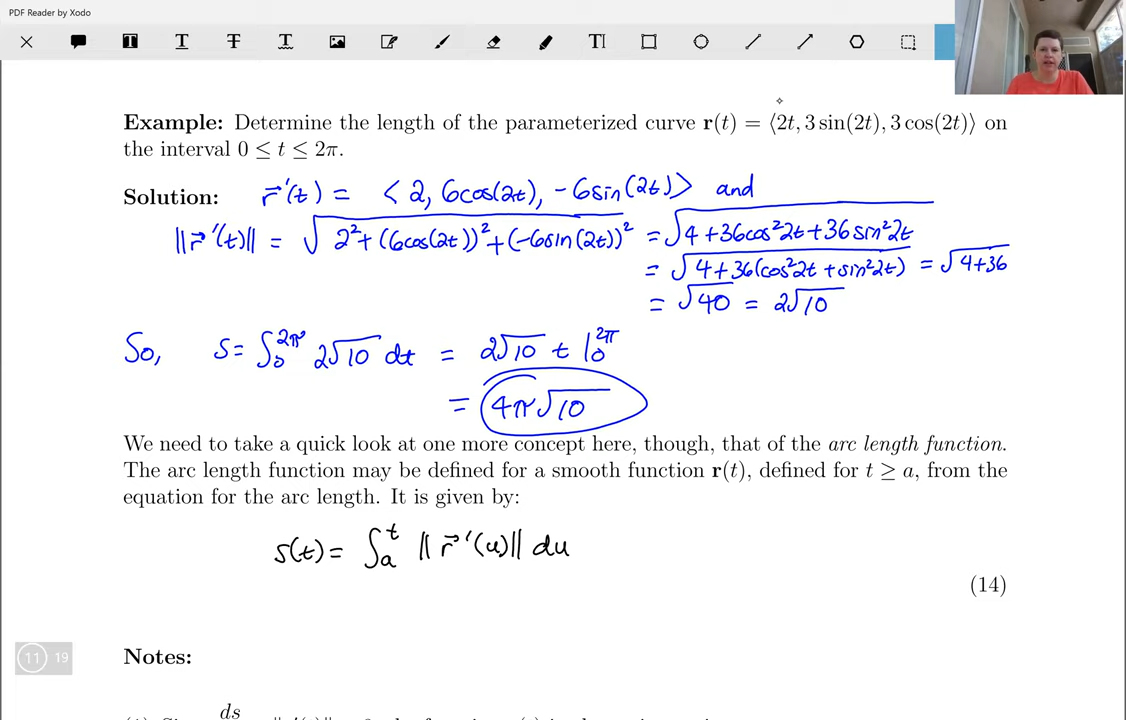 PDF Reader by Xodo
Example: Determine the length of the parameterized curve r(t) = ⟨2t, 3 sin(2t), 3 cos(2t)⟩ on
the interval 0 ≤ t ≤ 2π.
Solution: r⃗'(t) = <2, 6cos(2t), -6sin(2t)> and
||r⃗'(t)|| = √(2² + (6cos(2t))² + (-6sin(2t))²) = √(4 + 36cos²2t + 36 sin²2t)
= √(4 + 36(cos²2t + sin²2t)) = √(4+36)
= √40 = 2√10
So, s = ∫₀^2π 2√10 dt = 2√10 t |₀^2π
= 4π√10
We need to take a quick look at one more concept here, though, that of the arc length function.
The arc length function may be defined for a smooth function r(t), defined for t ≥ a, from the
equation for the arc length. It is given by:
s(t) = ∫ₐ^t ||r⃗'(u)|| du
(14)
11 19
Notes:
ds